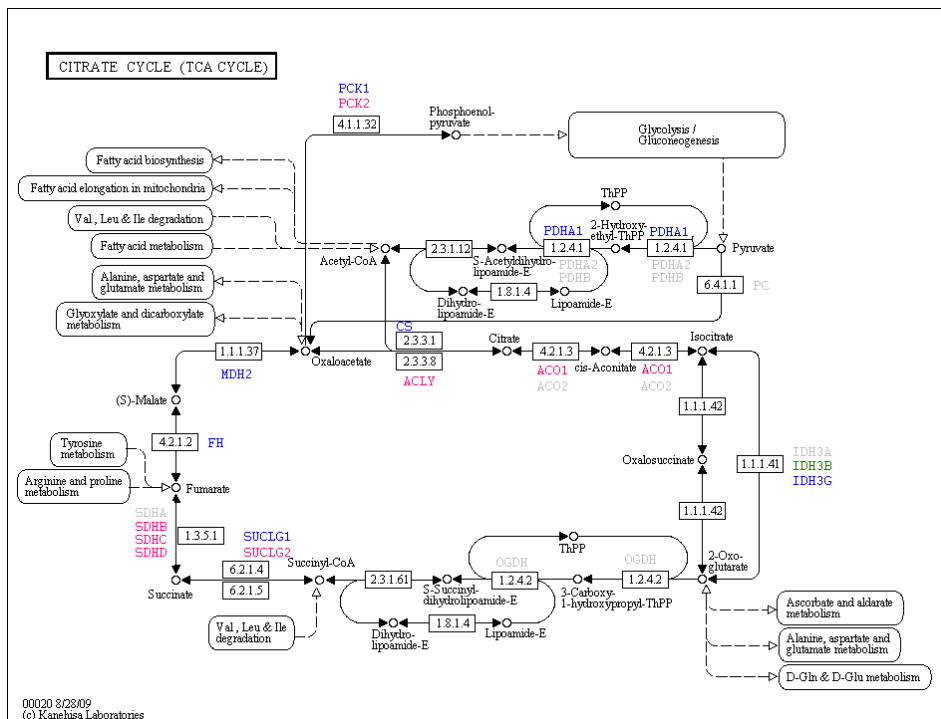 CITRATE CYCLE (TCA CYCLE)
PCK1
PCK2
4.1.1.32
Phosphoenol-
pyruvate
Glycolysis /
Gluconeogenesis
Fatty acid biosynthesis
Fatty acid elongation in mitochondria
Val, Leu & Ile degradation
Fatty acid metabolism
Alanine, aspartate and
glutamate metabolism
Glyoxylate and dicarboxylate
metabolism
ThPP
PDHA1
2-Hydroxy-
ethyl-ThPP
PDHA1,
Acetyl-CoA
2.3.1.12
S-Acetyldihydro-
lipoamide-E
1.2.4.1
1.2.4.1
Pyruvate
PDHA2
PDHB
PDHA2
PDHB
1.8.1.4
Dihydro-
lipoamide-E
Lipoamide-E
6.4.1.1
PC
CS
1.1.1.37
MDH2
Oxaloacetate
2.3.3.1
2.3.3.8
ACLY
Citrate
4.2.1.3
ACO1
ACO2
cis-Aconitate
4.2.1.3
ACO1
ACO2
Isocitrate
(S)-Malate
1.1.1.42
4.2.1.2
FH
Tyrosine
metabolism
Arginine and proline
metabolism
Fumarate
Oxalosuccinate
1.1.1.41
IDH3A
IDH3B
IDH3G
1.1.1.42
SDHA
SDHB
SDHC
SDHD
1.3.5.1
SUCLG1
SUCLG2
6.2.1.4
6.2.1.5
Succinate
Succinyl-CoA
2.3.1.61
S-Succinyl-
dihydrolipoamide-E
OGDH
1.2.4.2
ThPP
3-Carboxy-
1-hydroxypropyl-ThPP
OGDH
1.2.4.2
2-Oxo-
glutarate
Val, Leu & Ile
degradation
Dihydro-
lipoamide-E
1.8.1.4
Lipoamide-E
Ascorbate and aldarate
metabolism
Alanine, aspartate and
glutamate metabolism
D-Gln & D-Glu metabolism
00020 8/28/09
(c) Kanehisa Laboratories